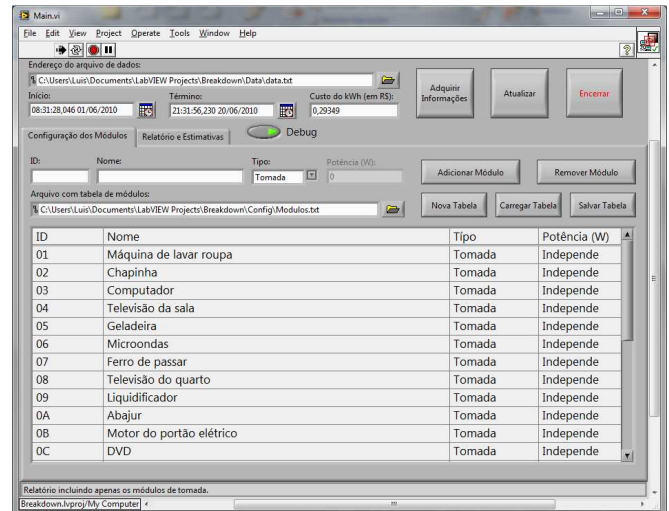 Main.vi
File Edit View Project Operate Tools Window Help
Endereço do arquivo de dados:
C:\Users\Luis\Documents\LabVIEW Projects\Breakdown\Data\data.txt
Início: Término: Custo do kWh (em R$):
08:31:28,046 01/06/2010 21:31:56,230 20/06/2010 0,29349
Adquirir Informações Atualizar Encerrar
Configuração dos Módulos Relatório e Estimativas Debug
ID: Nome: Tipo: Potência (W):
Tomada 0
Adicionar Módulo Remover Módulo
Arquivo com tabela de módulos:
C:\Users\Luis\Documents\LabVIEW Projects\Breakdown\Config\Modulos.txt
Nova Tabela Carregar Tabela Salvar Tabela
ID Nome Típo Potência (W)
01 Máquina de lavar roupa Tomada Independe
02 Chapinha Tomada Independe
03 Computador Tomada Independe
04 Televisão da sala Tomada Independe
05 Geladeira Tomada Independe
06 Microondas Tomada Independe
07 Ferro de passar Tomada Independe
08 Televisão do quarto Tomada Independe
09 Liquidificador Tomada Independe
0A Abajur Tomada Independe
0B Motor do portão elétrico Tomada Independe
0C DVD Tomada Independe
Relatório incluindo apenas os módulos de tomada.
Breakdown.lvproj/My Computer